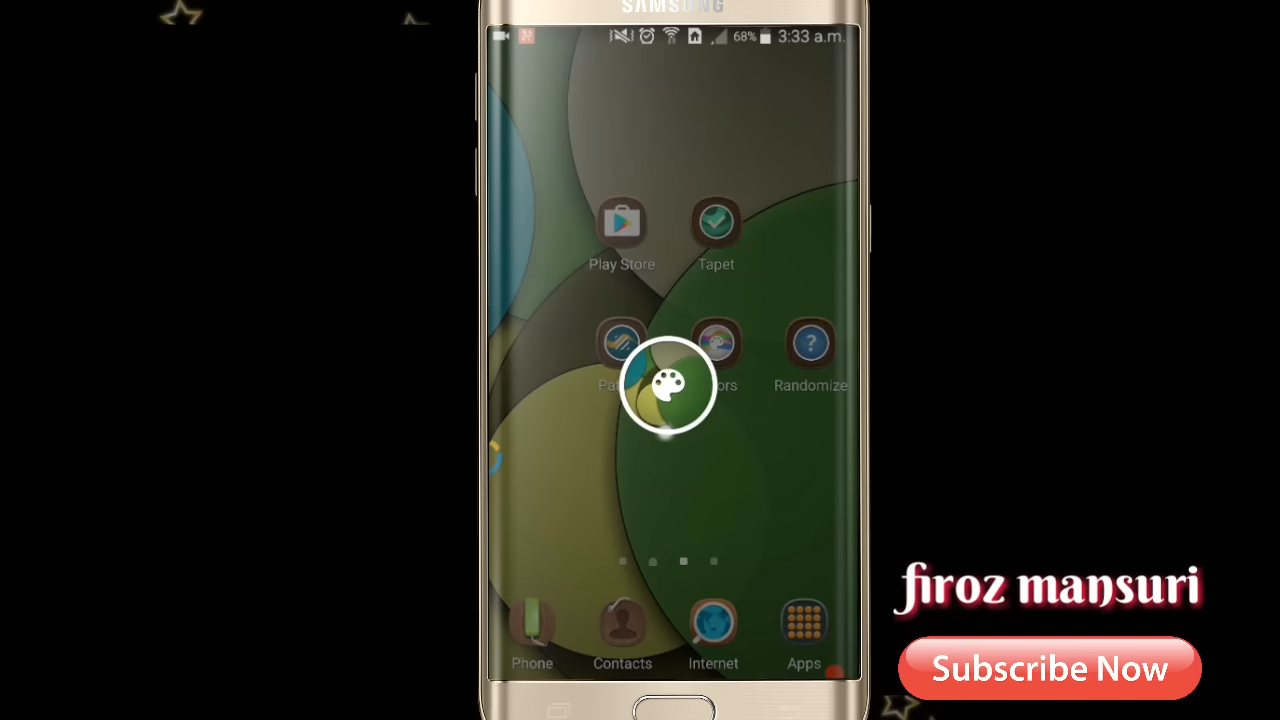 SAMSUNG
68% 3:33 a.m.
Play Store Tapet
Randomize
Phone Contacts Internet Apps
firoz mansuri
Subscribe Now